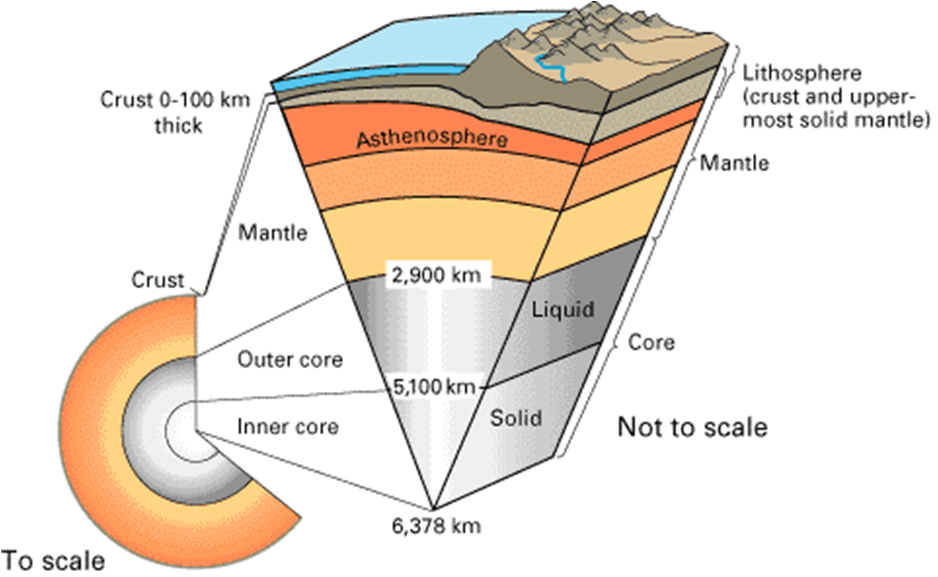 Lithosphere
(crust and upper-
most solid mantle)
Crust 0-100 km
thick
Asthenosphere
Mantle
Mantle
Crust
2,900 km
Liquid
Outer core
Core
5,100 km
Inner core
Solid
Not to scale
6,378 km
To scale